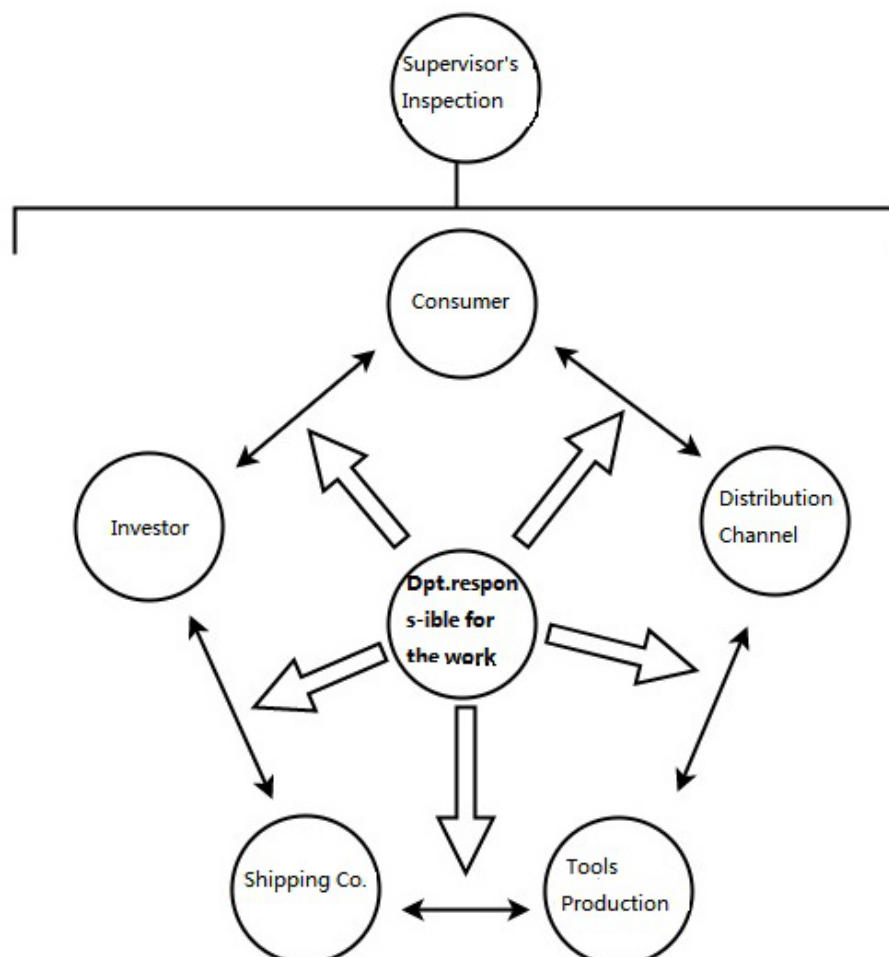 Supervisor's
Inspection
Consumer
Investor
Distribution
Channel
Dpt.respon
s-ible for
the work
Shipping Co.
Tools
Production